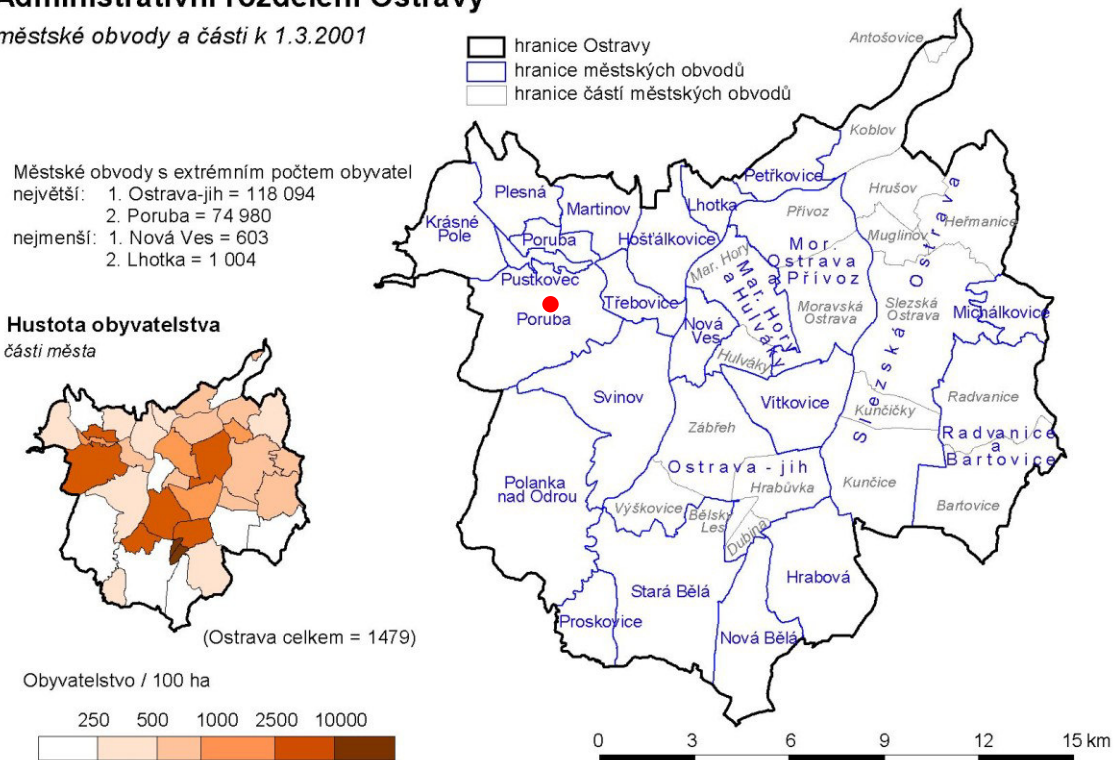 Administrativní rozdělení Ostravy
městské obvody a části k 1.3.2001
hranice Ostravy
hranice městských obvodů
hranice částí městských obvodů
Městské obvody s extrémním počtem obyvatel
největší: 1. Ostrava-jih = 118 094
2. Poruba = 74 980
nejmenší: 1. Nová Ves = 603
2. Lhotka = 1 004
Hustota obyvatelstva
části města
(Ostrava celkem = 1479)
Obyvatelstvo / 100 ha
250 500 1000 2500 10000
Antošovice
Koblov
Petřkovice
Plesná
Martinov
Lhotka
Hrušov
Heřmanice
Krásné
Pole
Poruba
Hošťálkovice
Přívoz
Muglinov
Mor.
Ostrava
a
Přívoz
Mar. Hory
Mar. Hory
a Hulváky
Pustkovec
Poruba
Třebovice
Nová
Ves
Hulváky
Moravská
Ostrava
Slezská
Ostrava
Slezská Ostrava
Michálkovice
Svinov
Vítkovice
Kunčičky
Radvanice
Radvanice
a
Bartovice
Zábřeh
Ostrava - jih
Hrabůvka
Kunčice
Bartovice
Polanka
nad Odrou
Výškovice
Bělský
Les
Dubina
Stará Bělá
Hrabová
Proskovice
Nová Bělá
0 3 6 9 12 15 km